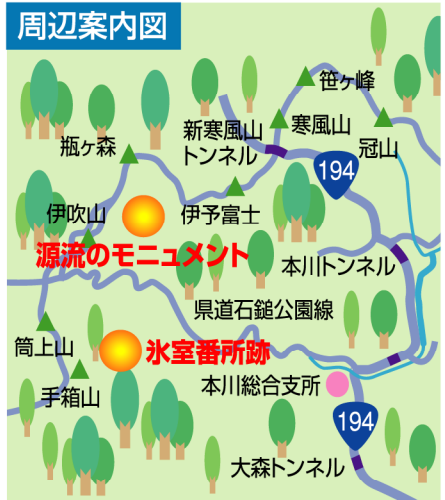 周辺案内図
笹ヶ峰
新寒風山
トンネル
寒風山
冠山
瓶ヶ森
194
伊吹山
伊予富士
源流のモニュメント
本川トンネル
県道石鎚公園線
筒上山
氷室番所跡
手箱山
本川総合支所
194
大森トンネル